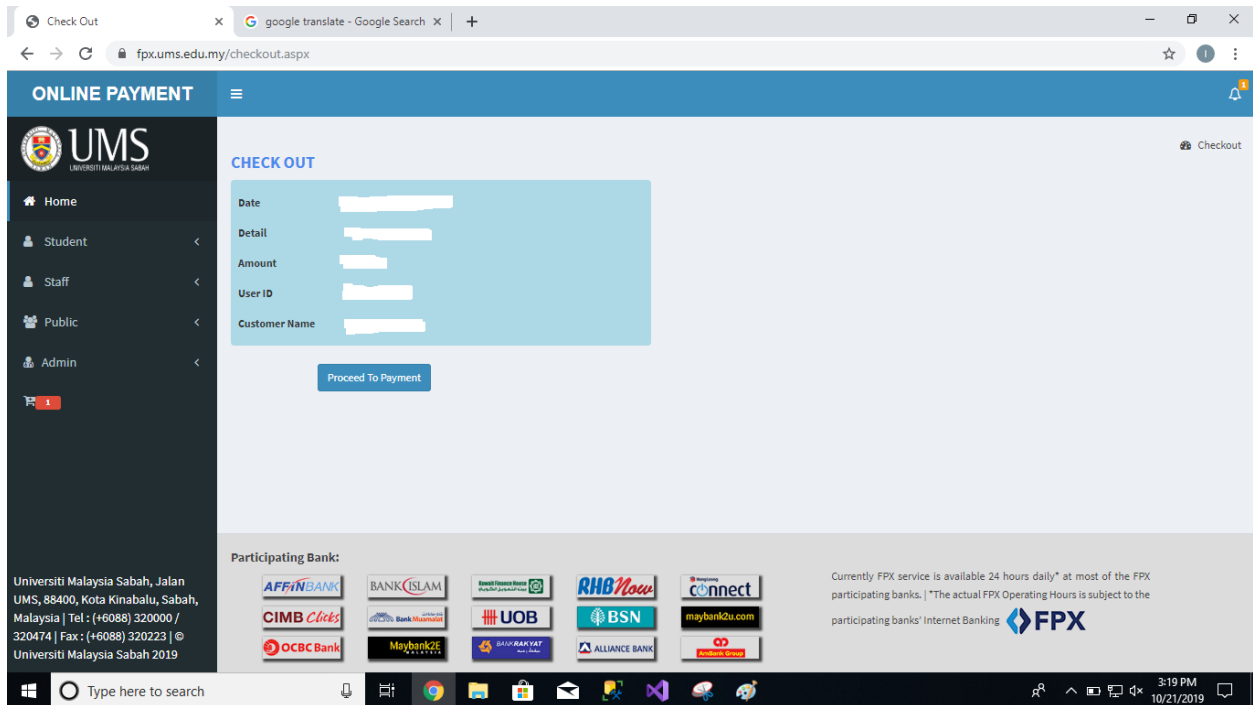 Check Out
google translate - Google Search
fpx.ums.edu.my/checkout.aspx
I
ONLINE PAYMENT
1
UMS
UNIVERSITI MALAYSIA SABAH
Checkout
CHECK OUT
Home
Student
Staff
Public
Admin
1
Date
Detail
Amount
User ID
Customer Name
Proceed To Payment
Universiti Malaysia Sabah, Jalan
UMS, 88400, Kota Kinabalu, Sabah,
Malaysia | Tel : (+6088) 320000 /
320474 | Fax : (+6088) 320223 | ©
Universiti Malaysia Sabah 2019
Participating Bank:
AFFINBANK BANK ISLAM Kuwait Finance House RHBNow HongLeong Connect
CIMB Clicks Bank Muamalat UOB BSN maybank2u.com
OCBC Bank Maybank2E MALAYSIA BANK RAKYAT ALLIANCE BANK AmBank Group
Currently FPX service is available 24 hours daily* at most of the FPX
participating banks. | *The actual FPX Operating Hours is subject to the
participating banks' Internet Banking FPX
Type here to search
3:19 PM
10/21/2019